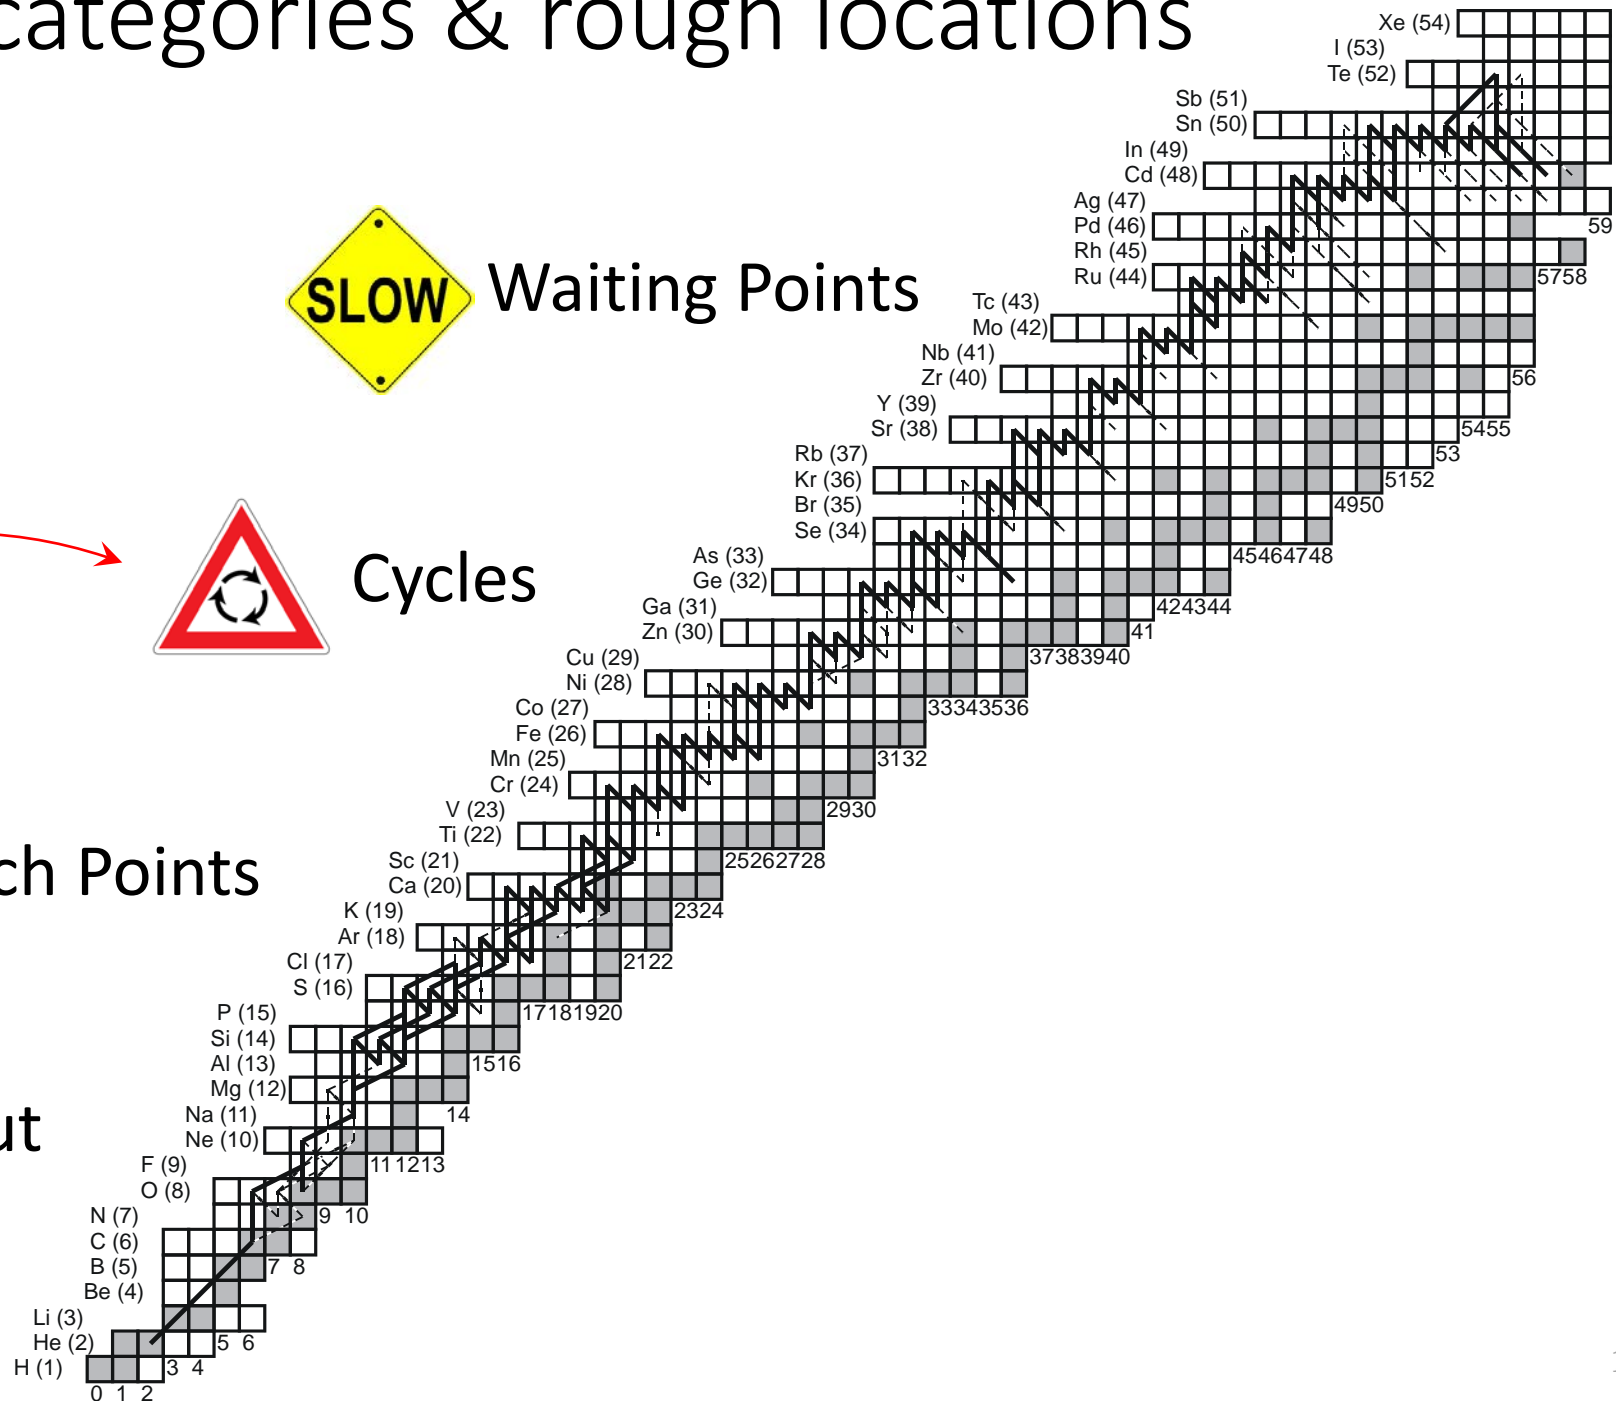 categories & rough locations
Xe (54)
I (53)
Te (52)
Sb (51)
Sn (50)
In (49)
Cd (48)
Ag (47)
Pd (46)
59
Rh (45)
Ru (44)
5758
SLOW
Waiting Points
Tc (43)
Mo (42)
Nb (41)
Zr (40)
56
Y (39)
Sr (38)
5455
Rb (37)
53
Kr (36)
5152
Br (35)
4950
Se (34)
45464748
As (33)
Ge (32)
Cycles
Ga (31)
424344
Zn (30)
41
Cu (29)
37383940
Ni (28)
Co (27)
33343536
Fe (26)
Mn (25)
3132
Cr (24)
V (23)
2930
Ti (22)
Sc (21)
25262728
ch Points
Ca (20)
K (19)
2324
Ar (18)
Cl (17)
2122
S (16)
P (15)
17181920
Si (14)
Al (13)
1516
Mg (12)
Na (11)
14
ut
Ne (10)
F (9)
111213
O (8)
N (7)
9 10
C (6)
B (5)
7 8
Be (4)
Li (3)
He (2)
5 6
H (1)
3 4
0 1 2